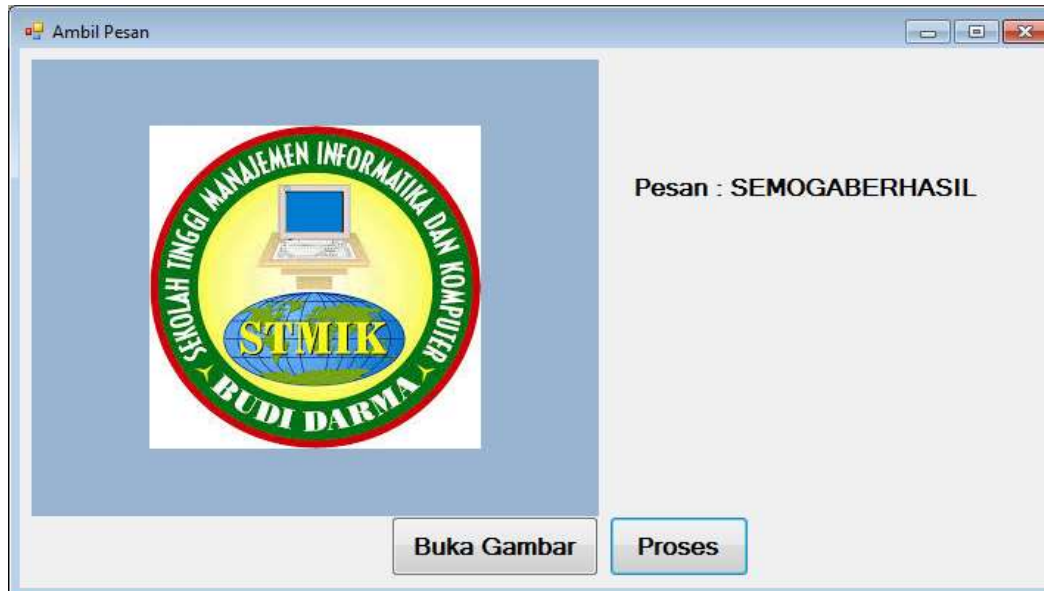 Ambil Pesan
SEKOLAH TINGGI MANAJEMEN INFORMATIKA DAN KOMPUTER
STMIK
BUDI DARMA
Pesan : SEMOGABERHASIL
Buka Gambar
Proses